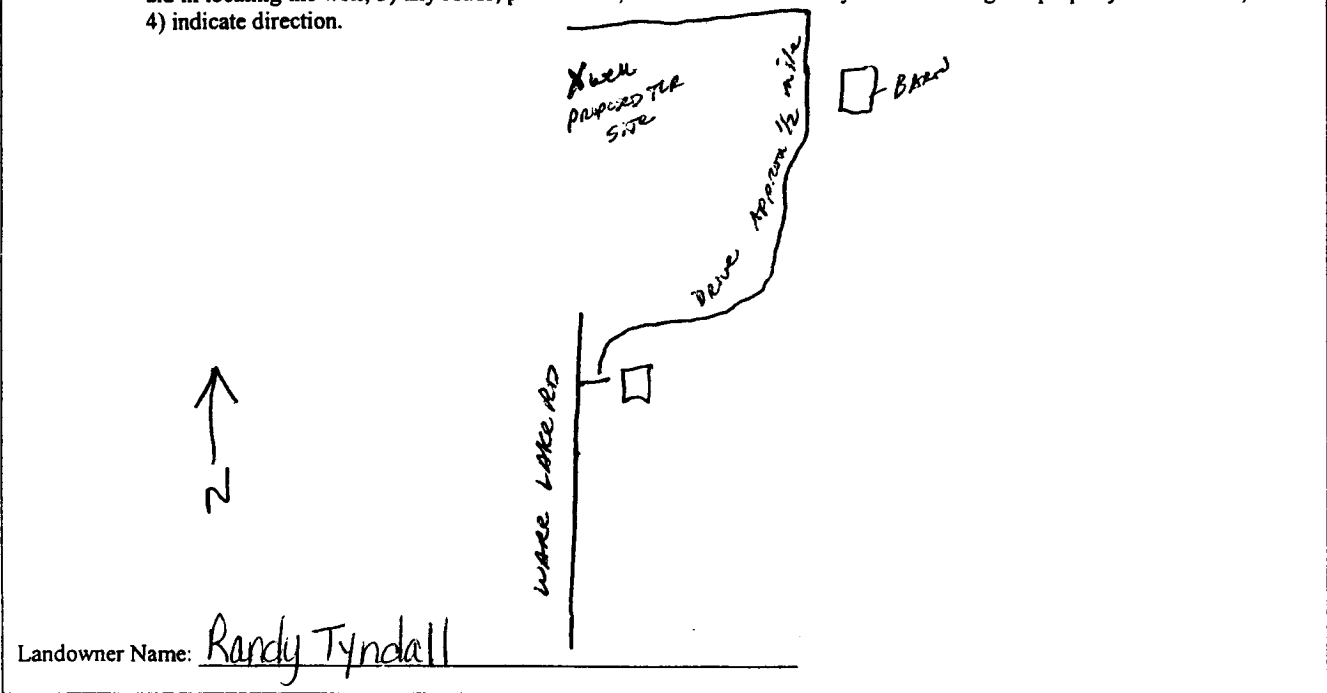 4) indicate direction.
X well
PROPOSED TLR
SITE
BARN
DRIVE APPROX 1/2 mile
WARE LAKE RD
N
Landowner Name: Randy Tyndall